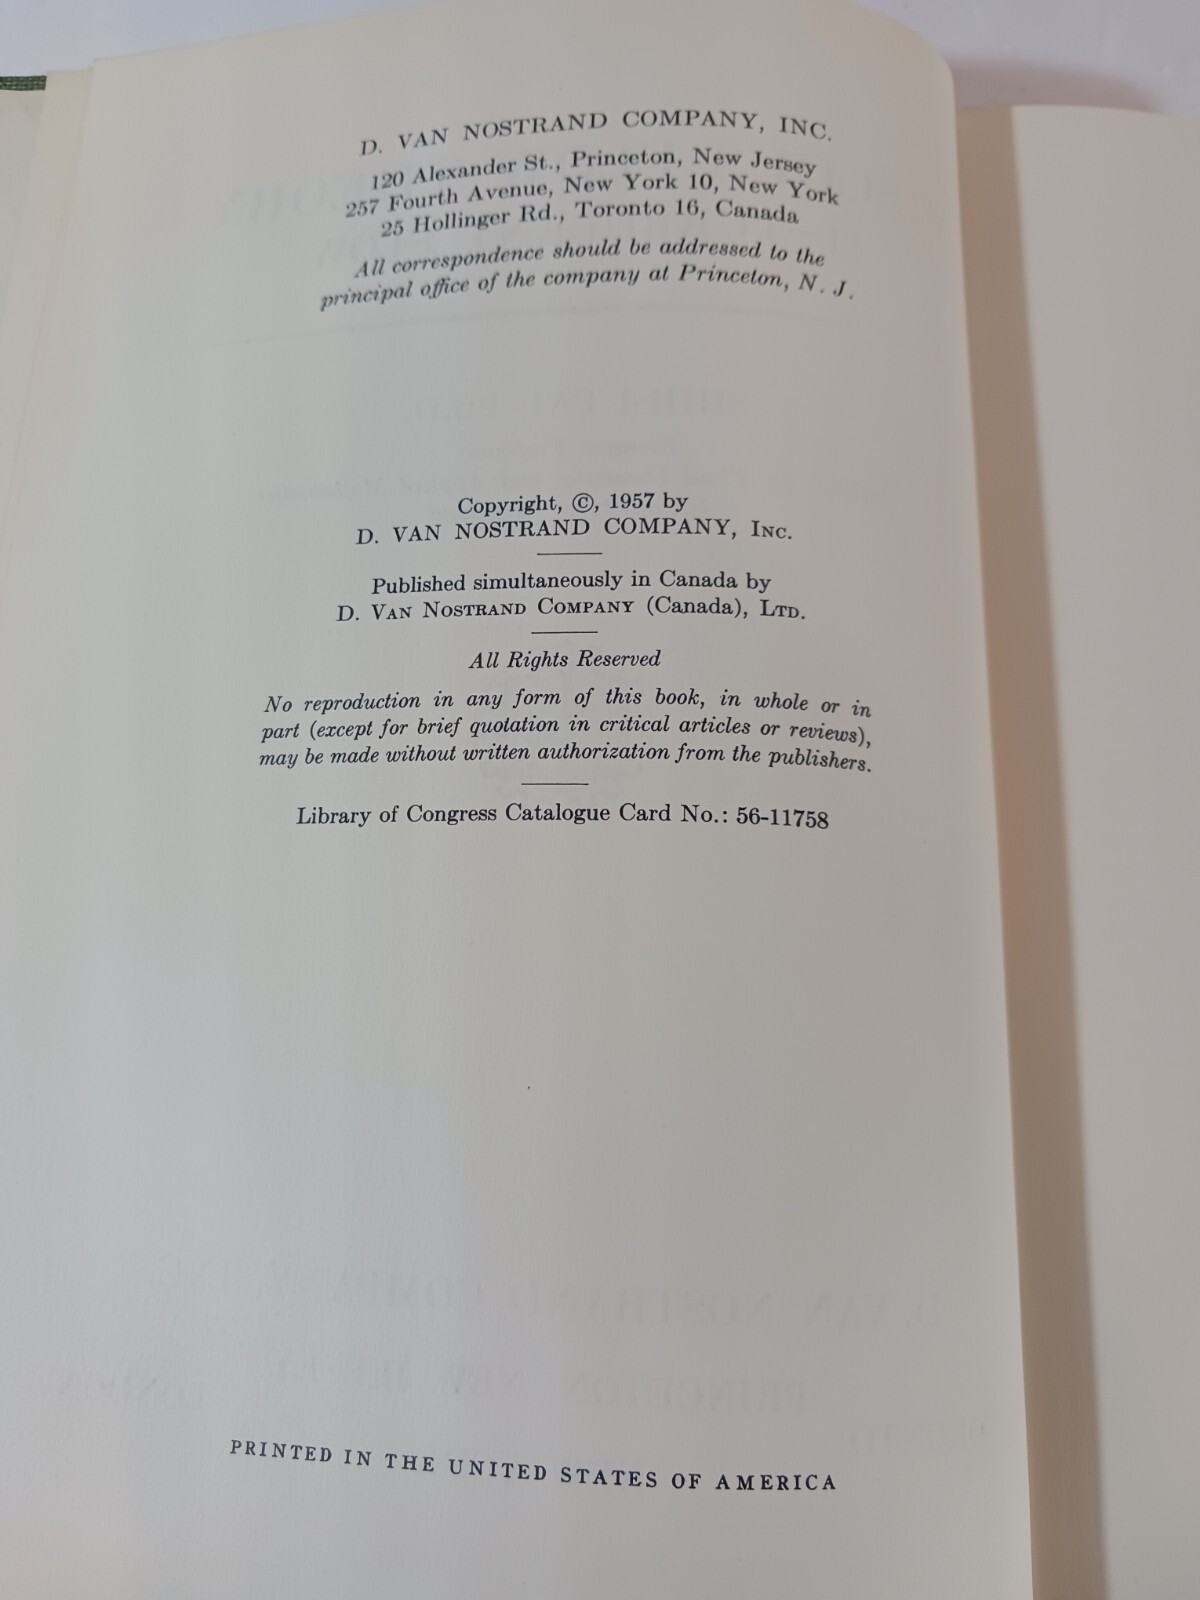 D. VAN NOSTRAND COMPANY, INC.
120 Alexander St., Princeton, New Jersey
257 Fourth Avenue, New York 10, New York
25 Hollinger Rd., Toronto 16, Canada
All correspondence should be addressed to the
principal office of the company at Princeton, N. J.
Copyright, ©, 1957 by
D. VAN NOSTRAND COMPANY, INC.
Published simultaneously in Canada by
D. VAN NOSTRAND COMPANY (Canada), LTD.
All Rights Reserved
No reproduction in any form of this book, in whole or in
part (except for brief quotation in critical articles or reviews),
may be made without written authorization from the publishers.
Library of Congress Catalogue Card No.: 56-11758
PRINTED IN THE UNITED STATES OF AMERICA